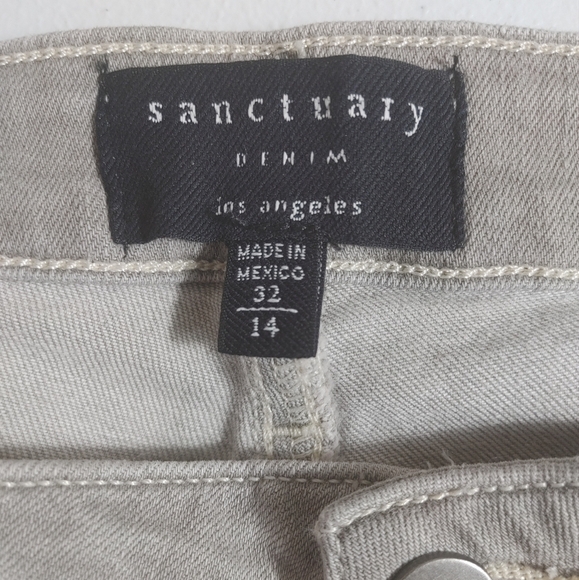 sanctuary
DENIM
los angeles
MADE IN
MEXICO
32
14